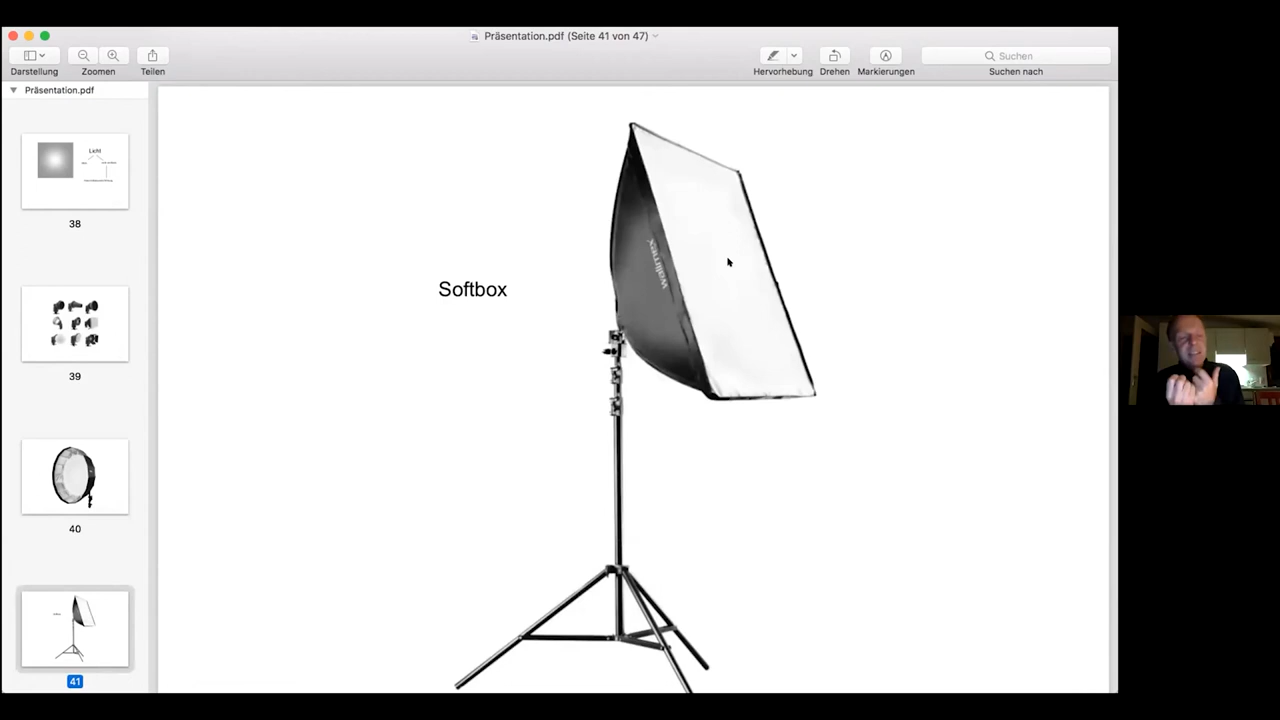 Präsentation.pdf (Seite 41 von 47)
Darstellung
Zoomen
Teilen
Hervorhebung
Drehen
Markierungen
Suchen
Suchen nach
Präsentation.pdf
Licht
38
39
40
41
Softbox
walimex